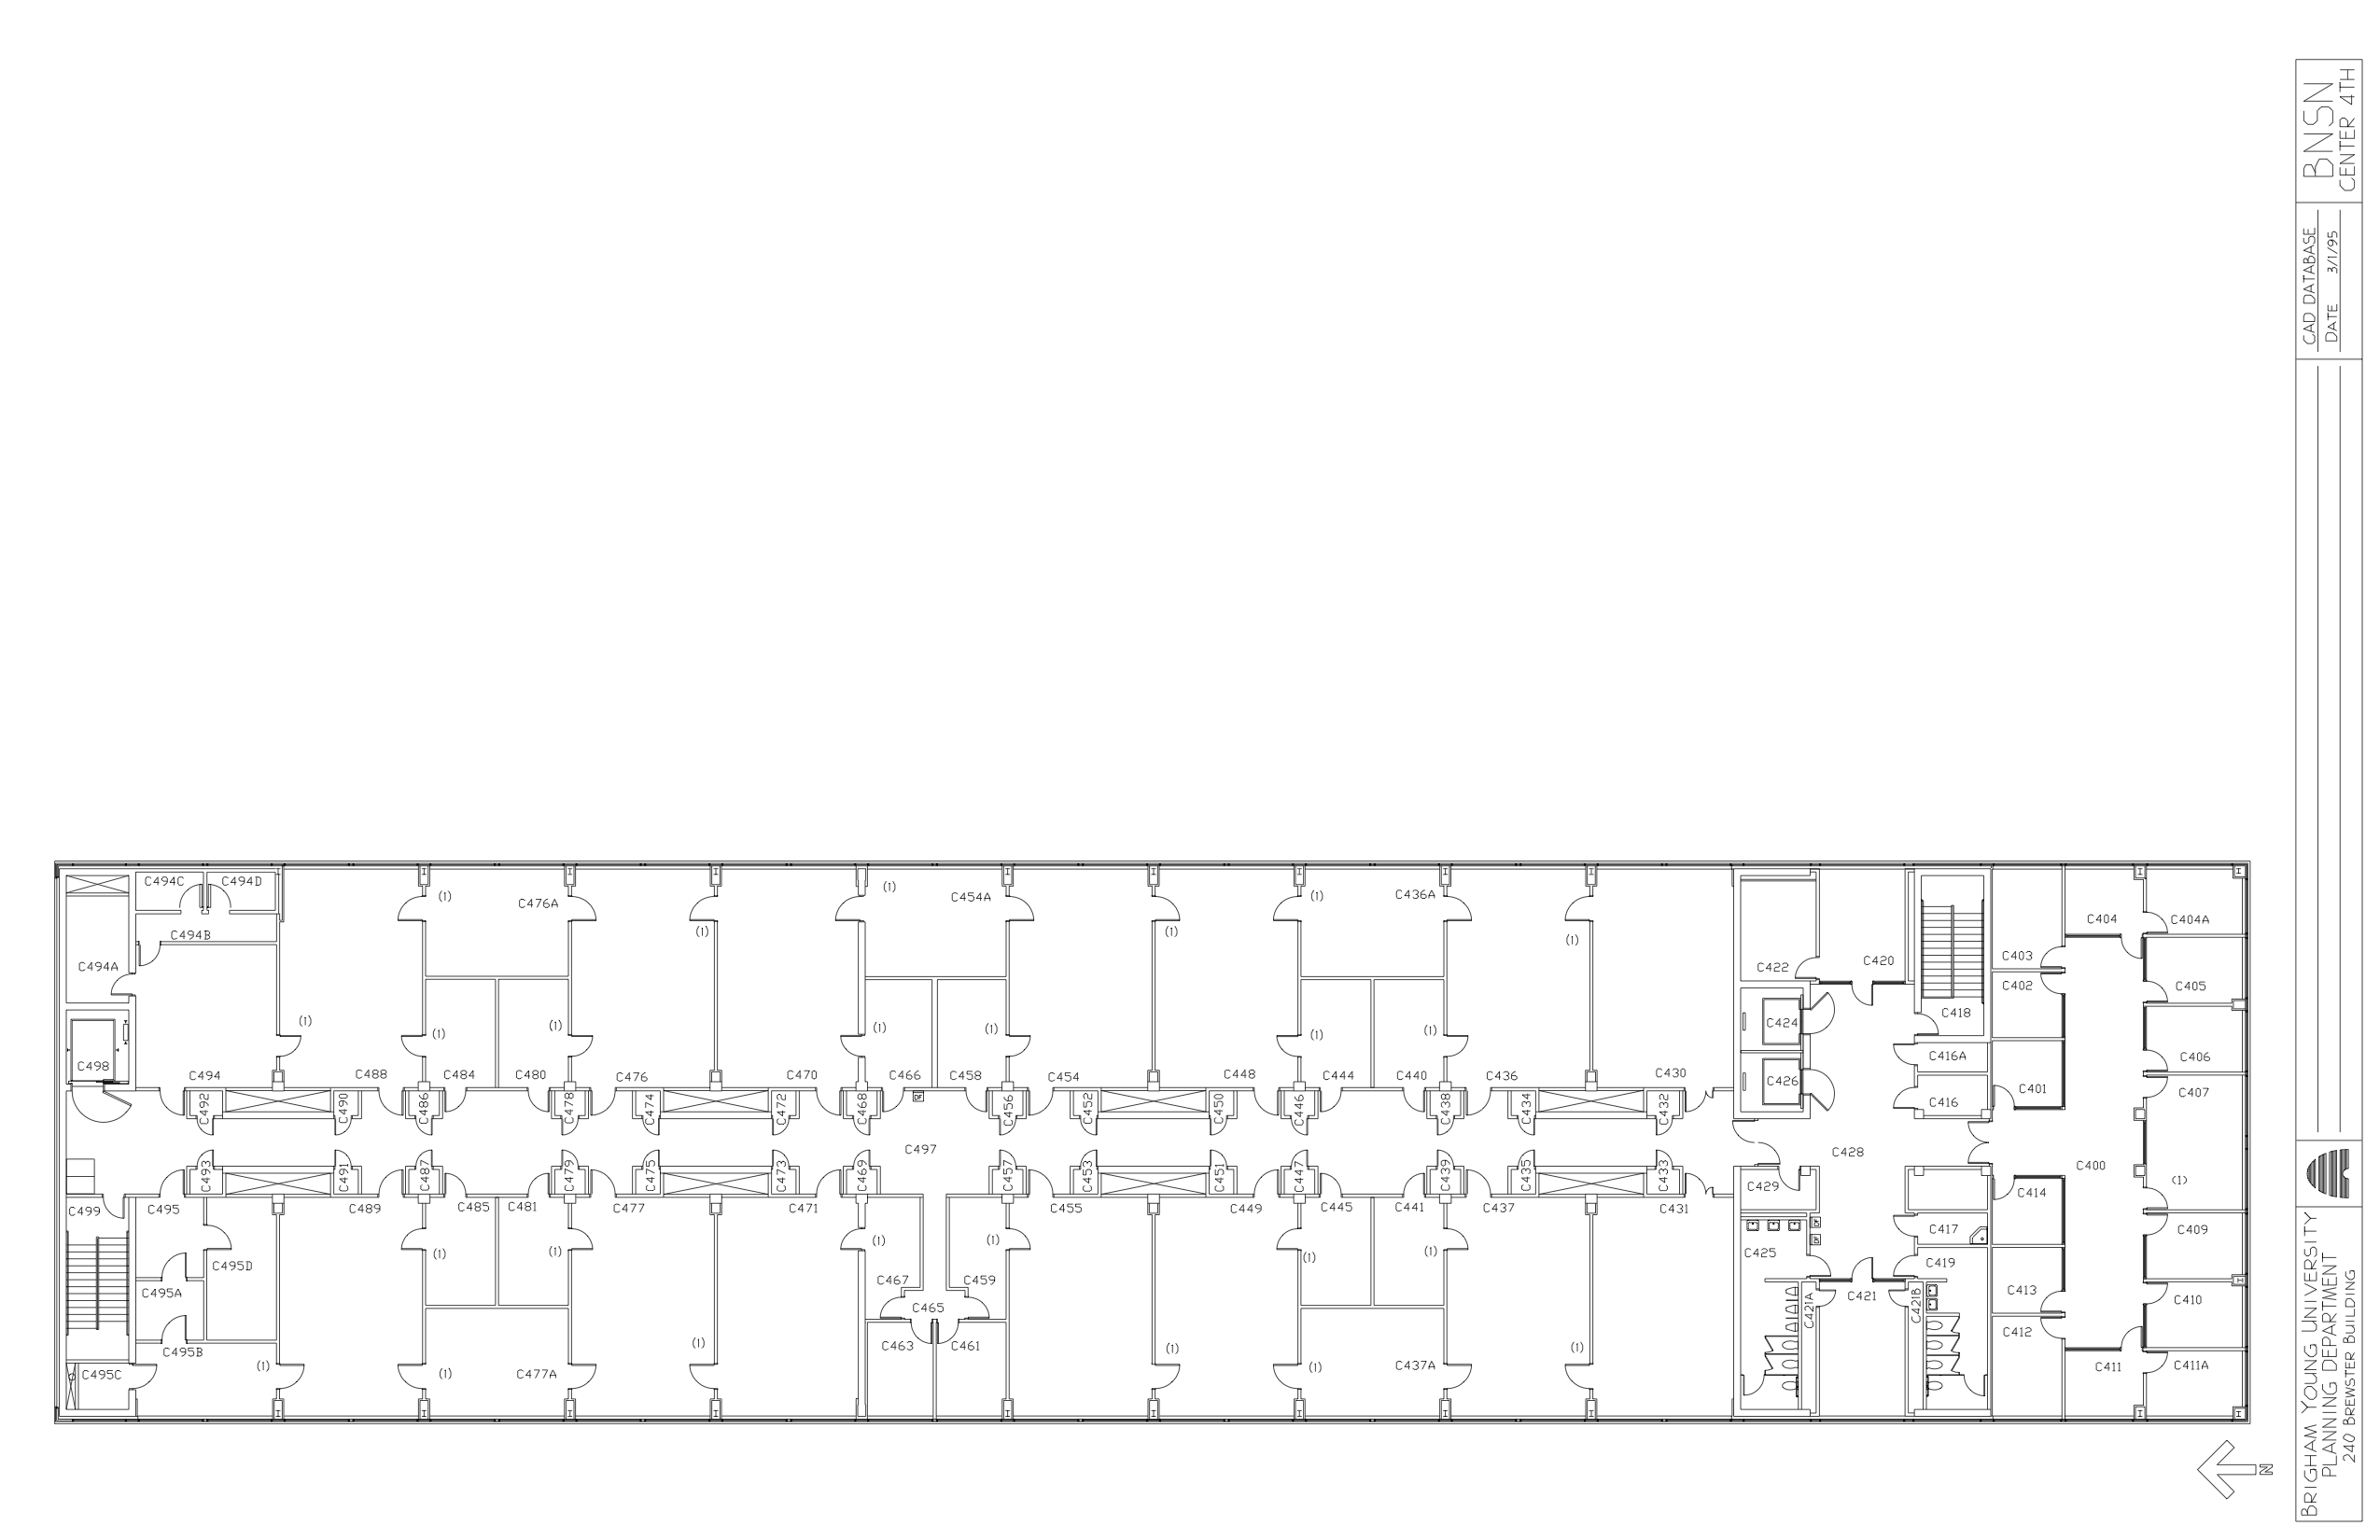 BNSN
CENTER 4TH
CAD DATABASE
DATE 3/1/95
BRIGHAM YOUNG UNIVERSITY
PLANNING DEPARTMENT
240 BREWSTER BUILDING
C494C C494D
(1) C476A (1) C454A (1) C436A
C404 C404A
C494B (1) (1) (1)
C494A C422 C420 C403
C402 C405
(1) (1) (1) (1) (1) (1) (1) C424 C418
C498 C416A C406
C494 C488 C484 C480 C476 C470 C466 C458 C454 C448 C444 C440 C436 C430 C426 C401 C407
C492 C490 C486 C478 C474 C472 C468 DF C456 C452 C450 C446 C438 C434 C432 C416
C497 C428 C400
C493 C491 C487 C479 C475 C473 C469 C457 C453 C451 C447 C439 C435 C433 C429 C414 (1)
C499 C495 C489 C485 C481 C477 C471 C455 C449 C445 C441 C437 C431
DF C417 C409
DF
(1) (1) (1) (1) (1) (1) C425 C419
C495D C467 C459
C495A C465 C421A C421 C421B C413 C410
C495B (1) C463 C461 (1) (1) C412
C495C (1) (1) C477A (1) C437A C411 C411A
N